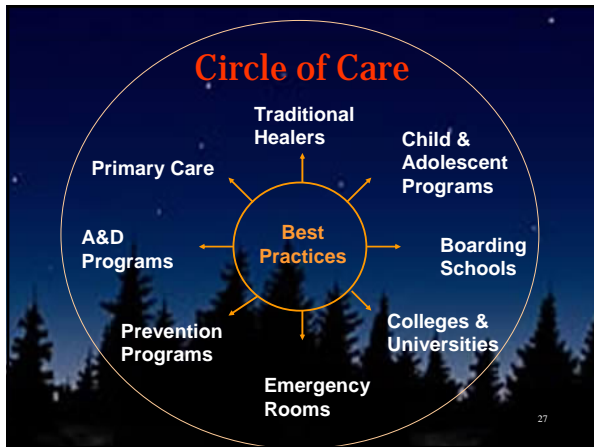 Circle of Care
Traditional
Healers
Child &
Adolescent
Programs
Primary Care
Best
Practices
A&D
Programs
Boarding
Schools
Prevention
Programs
Colleges &
Universities
Emergency
Rooms
27